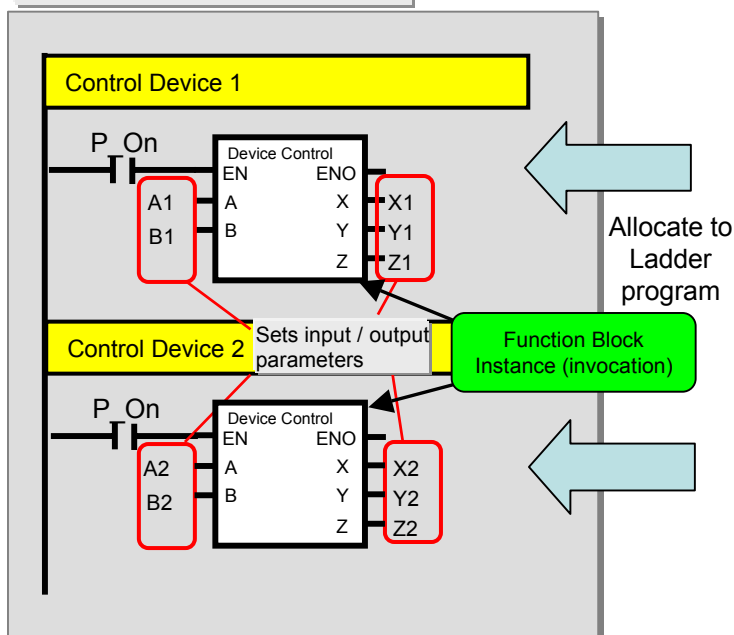 Control Device 1
P_On
Device Control
EN ENO
A1 A X X1
B1 B Y Y1
Z Z1
Allocate to
Ladder
program
Control Device 2
Sets input / output
parameters
Function Block
Instance (invocation)
P_On
Device Control
EN ENO
A2 A X X2
B2 B Y Y2
Z Z2